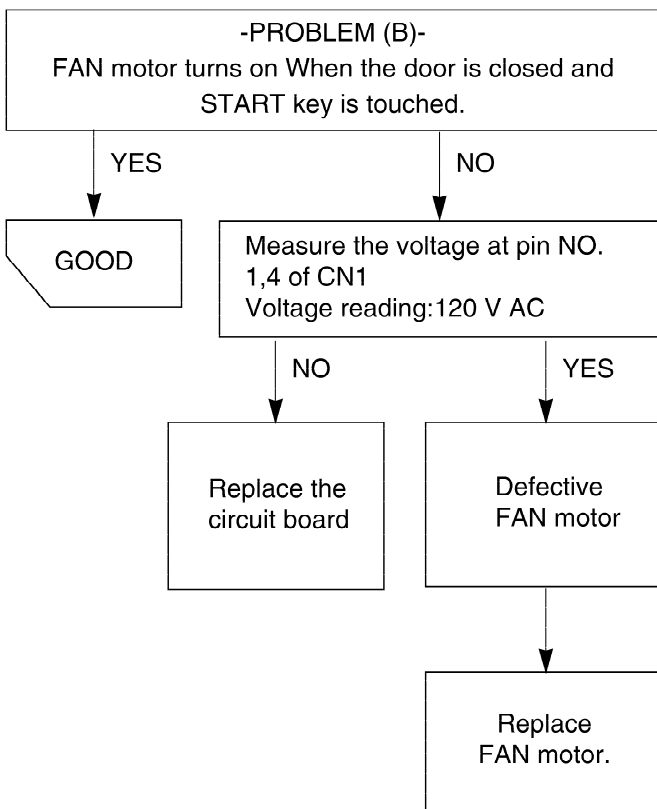 -PROBLEM (B)-
FAN motor turns on When the door is closed and
START key is touched.
YES
NO
GOOD
Measure the voltage at pin NO.
1,4 of CN1
Voltage reading:120 V AC
NO
YES
Replace the
circuit board
Defective
FAN motor
Replace
FAN motor.